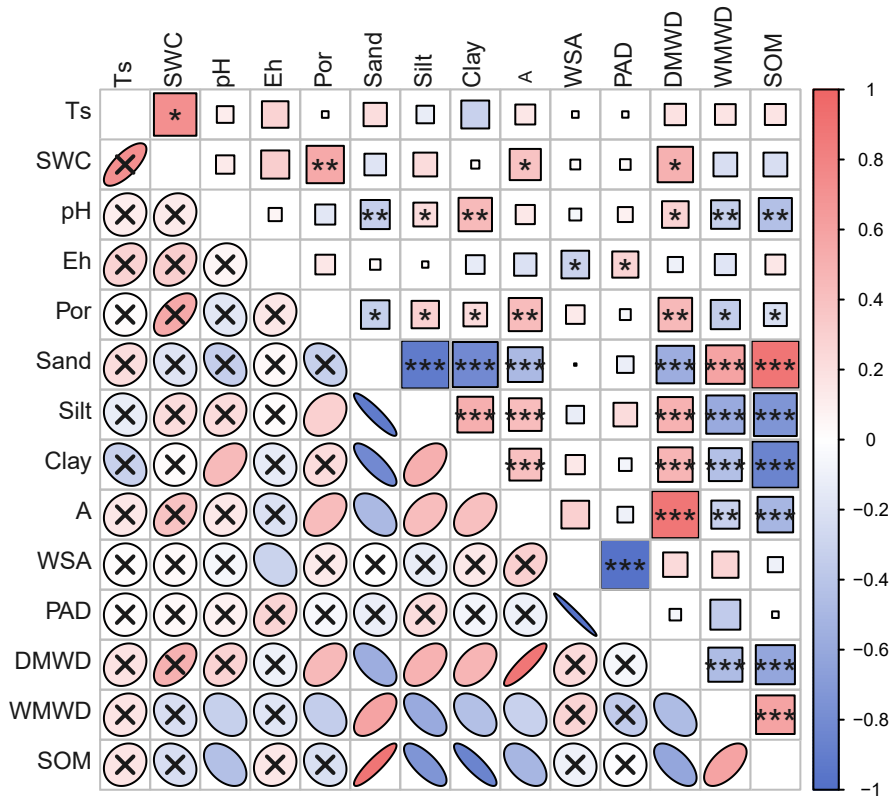 Ts SWC pH Eh Por Sand Silt Clay A WSA PAD DMWD WMWD SOM
Ts *
SWC ** * *
pH ** * ** * ** **
Eh * *
Por * * * ** ** * *
Sand *** *** *** *** *** ***
Silt *** *** *** *** ***
Clay *** *** *** ***
A *** ** ***
WSA ***
PAD
DMWD *** ***
WMWD ***
SOM
1
0.8
0.6
0.4
0.2
0
−0.2
−0.4
−0.6
−0.8
−1